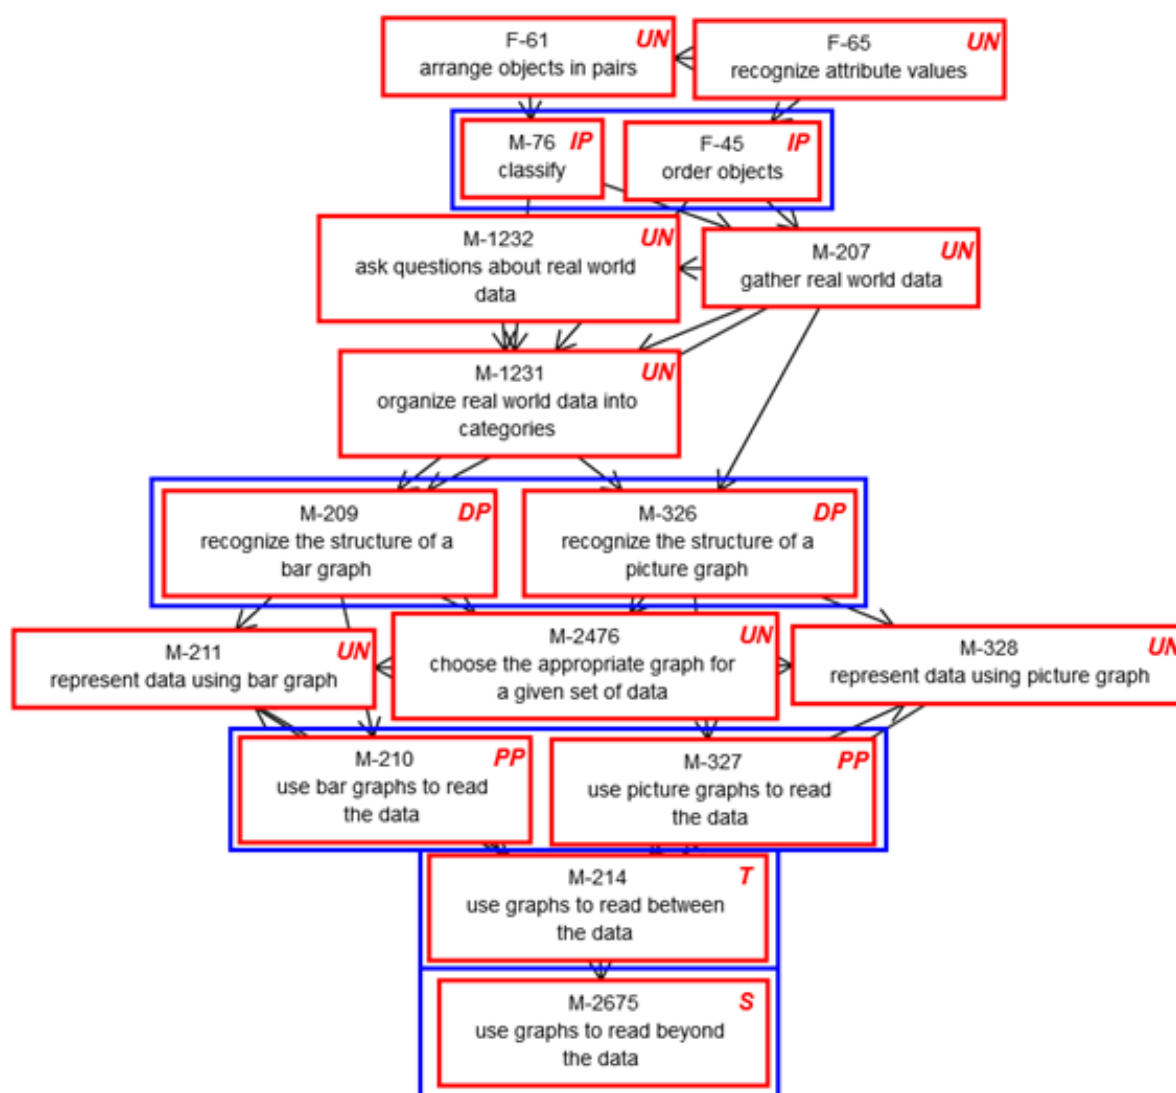 F-61 UN
arrange objects in pairs
F-65 UN
recognize attribute values
M-76 IP
classify
F-45 IP
order objects
M-1232 UN
ask questions about real world
data
M-207 UN
gather real world data
M-1231 UN
organize real world data into
categories
M-209 DP
recognize the structure of a
bar graph
M-326 DP
recognize the structure of a
picture graph
M-211 UN
represent data using bar graph
M-2476 UN
choose the appropriate graph for
a given set of data
M-328 UN
represent data using picture graph
M-210 PP
use bar graphs to read
the data
M-327 PP
use picture graphs to read
the data
M-214 T
use graphs to read between
the data
M-2675 S
use graphs to read beyond
the data